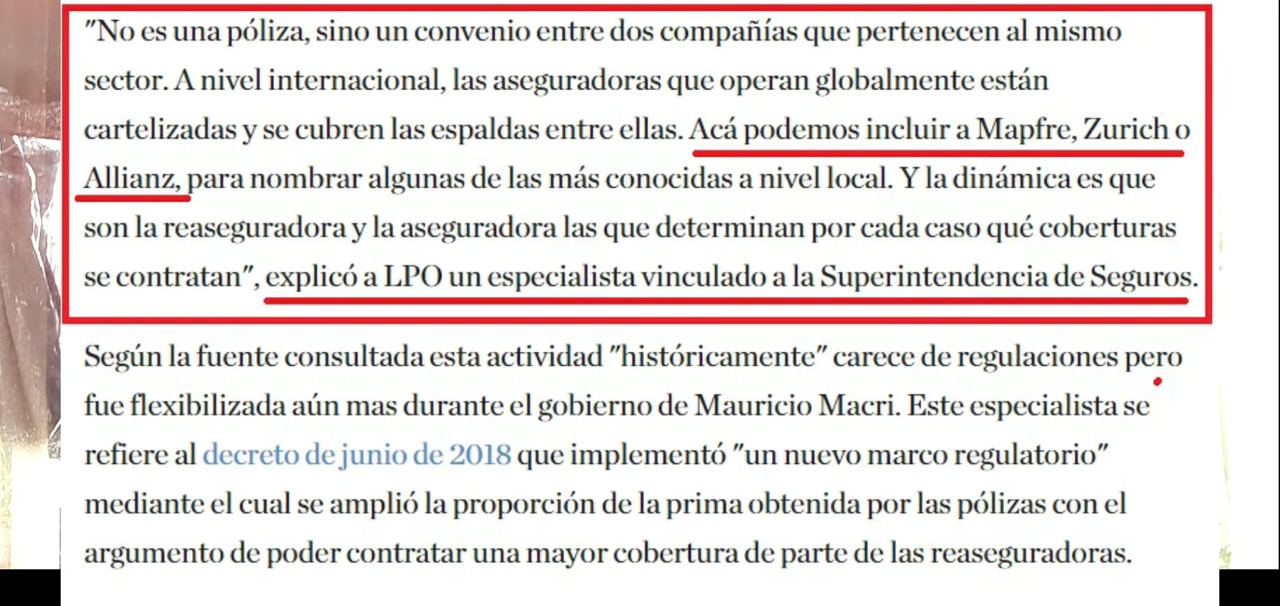 "No es una póliza, sino un convenio entre dos compañías que pertenecen al mismo
sector. A nivel internacional, las aseguradoras que operan globalmente están
cartelizadas y se cubren las espaldas entre ellas. Acá podemos incluir a Mapfre, Zurich o
Allianz, para nombrar algunas de las más conocidas a nivel local. Y la dinámica es que
son la reaseguradora y la aseguradora las que determinan por cada caso qué coberturas
se contratan", explicó a LPO un especialista vinculado a la Superintendencia de Seguros.
Según la fuente consultada esta actividad "históricamente" carece de regulaciones pero
fue flexibilizada aún mas durante el gobierno de Mauricio Macri. Este especialista se
refiere al decreto de junio de 2018 que implementó "un nuevo marco regulatorio"
mediante el cual se amplió la proporción de la prima obtenida por las pólizas con el
argumento de poder contratar una mayor cobertura de parte de las reaseguradoras.